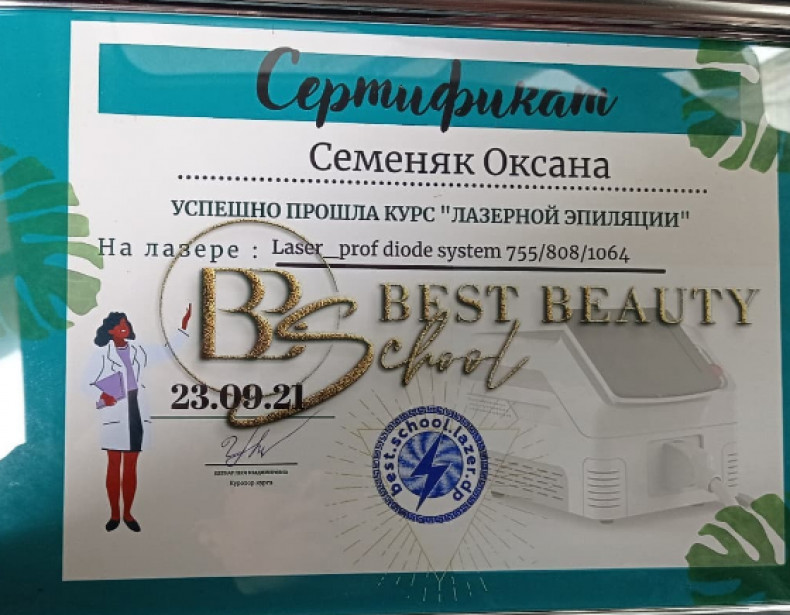 Сертификат
Семеняк Оксана
УСПЕШНО ПРОШЛА КУРС "ЛАЗЕРНОЙ ЭПИЛЯЦИИ"
На лазере : Laser_prof diode system 755/808/1064
BBS BEST BEAUTY
School
23.09.21
best.school.lazer.dp
Куратор курса